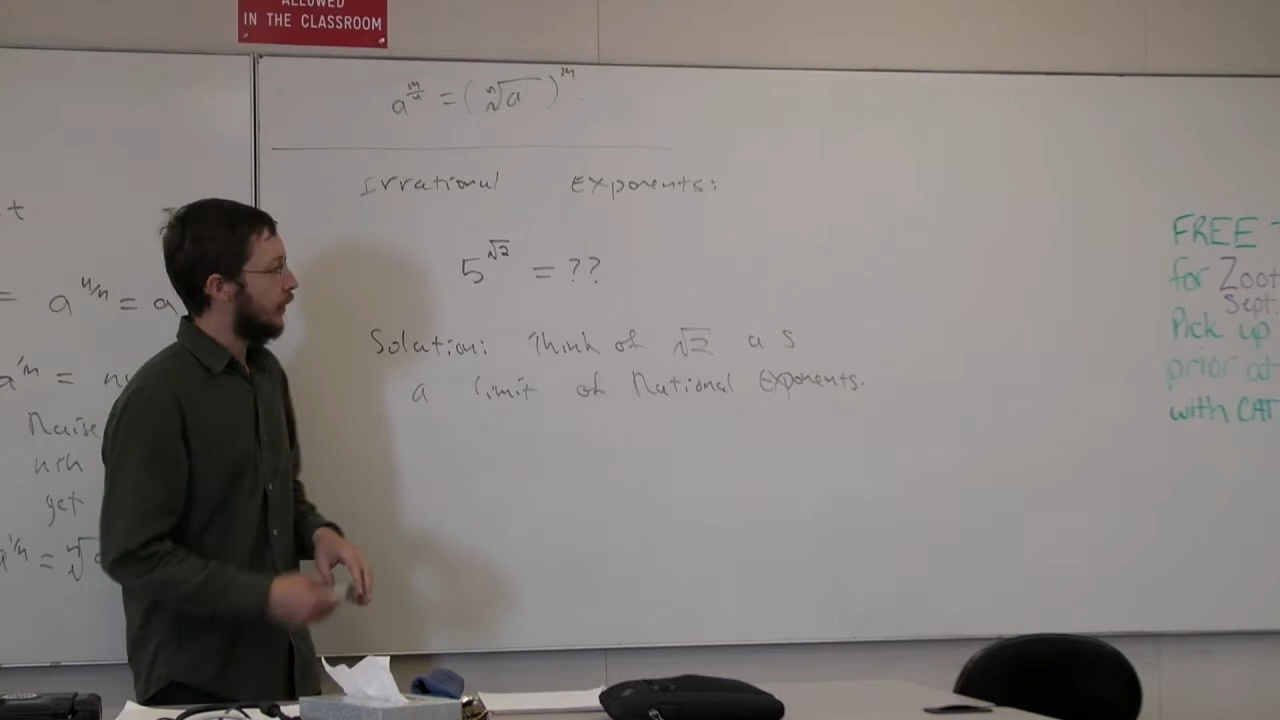 ALLOWED
IN THE CLASSROOM
a^{m/n} = (ⁿ√a)^m
Irrational Exponents:
5^{√2} = ??
Solution: Think of √2 as
a limit of Rational Exponents.
t
= a^{n/n} = a
a^{1/n} =
Raise
nth
get
a^{1/n} = ⁿ√
FREE
for Zoot
Sept.
Pick up
prior at
with CAT